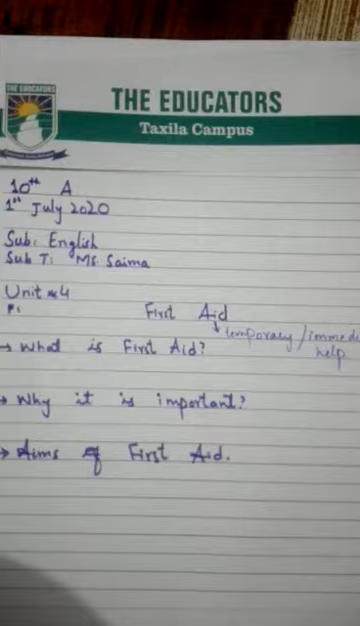 THE EDUCATORS
THE EDUCATORS
Taxila Campus
10th A
1st July 2020
Sub: English
Sub T: Ms. Saima
Unit #4
P1
First Aid
temporary / immedi
help
→ What is First Aid?
→ Why it is important?
→ Aims of First Aid.